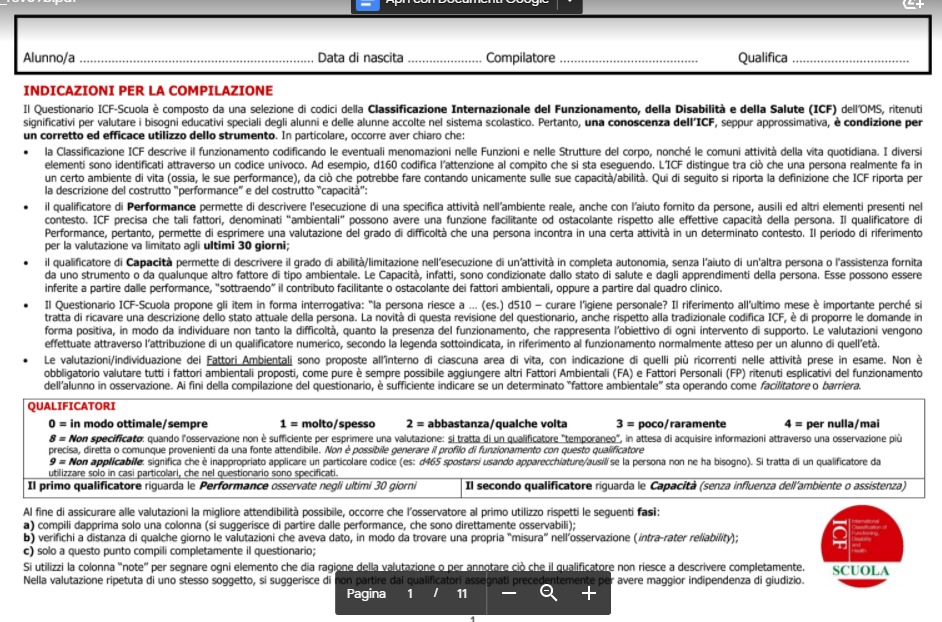 Apri con Documenti Google
Alunno/a ................................................................ Data di nascita .................... Compilatore ...................................... Qualifica ................................
INDICAZIONI PER LA COMPILAZIONE
Il Questionario ICF-Scuola è composto da una selezione di codici della Classificazione Internazionale del Funzionamento, della Disabilità e della Salute (ICF) dell'OMS, ritenuti
significativi per valutare i bisogni educativi speciali degli alunni e delle alunne accolte nel sistema scolastico. Pertanto, una conoscenza dell'ICF, seppur approssimativa, è condizione per
un corretto ed efficace utilizzo dello strumento. In particolare, occorre aver chiaro che:
• la Classificazione ICF descrive il funzionamento codificando le eventuali menomazioni nelle Funzioni e nelle Strutture del corpo, nonché le comuni attività della vita quotidiana. I diversi
elementi sono identificati attraverso un codice univoco. Ad esempio, d160 codifica l'attenzione al compito che si sta eseguendo. L'ICF distingue tra ciò che una persona realmente fa in
un certo ambiente di vita (ossia, le sue performance), da ciò che potrebbe fare contando unicamente sulle sue capacità/abilità. Qui di seguito si riporta la definizione che ICF riporta per
la descrizione del costrutto "performance" e del costrutto "capacità":
• il qualificatore di Performance permette di descrivere l'esecuzione di una specifica attività nell'ambiente reale, anche con l'aiuto fornito da persone, ausili ed altri elementi presenti nel
contesto. ICF precisa che tali fattori, denominati "ambientali" possono avere una funzione facilitante od ostacolante rispetto alle effettive capacità della persona. Il qualificatore di
Performance, pertanto, permette di esprimere una valutazione del grado di difficoltà che una persona incontra in una certa attività in un determinato contesto. Il periodo di riferimento
per la valutazione va limitato agli ultimi 30 giorni;
• il qualificatore di Capacità permette di descrivere il grado di abilità/limitazione nell'esecuzione di un'attività in completa autonomia, senza l'aiuto di un'altra persona o l'assistenza fornita
da uno strumento o da qualunque altro fattore di tipo ambientale. Le Capacità, infatti, sono condizionate dallo stato di salute e dagli apprendimenti della persona. Esse possono essere
inferite a partire dalle performance, "sottraendo" il contributo facilitante o ostacolante dei fattori ambientali, oppure a partire dal quadro clinico.
• Il Questionario ICF-Scuola propone gli item in forma interrogativa: "la persona riesce a ... (es.) d510 – curare l'igiene personale? Il riferimento all'ultimo mese è importante perché si
tratta di ricavare una descrizione dello stato attuale della persona. La novità di questa revisione del questionario, anche rispetto alla tradizionale codifica ICF, è di proporre le domande in
forma positiva, in modo da individuare non tanto la difficoltà, quanto la presenza del funzionamento, che rappresenta l'obiettivo di ogni intervento di supporto. Le valutazioni vengono
effettuate attraverso l'attribuzione di un qualificatore numerico, secondo la legenda sottoindicata, in riferimento al funzionamento normalmente atteso per un alunno di quell'età.
• Le valutazioni/individuazione dei Fattori Ambientali sono proposte all'interno di ciascuna area di vita, con indicazione di quelli più ricorrenti nelle attività prese in esame. Non è
obbligatorio valutare tutti i fattori ambientali proposti, come pure è sempre possibile aggiungere altri Fattori Ambientali (FA) e Fattori Personali (FP) ritenuti esplicativi del funzionamento
dell'alunno in osservazione. Ai fini della compilazione del questionario, è sufficiente indicare se un determinato "fattore ambientale" sta operando come facilitatore o barriera.
QUALIFICATORI
0 = in modo ottimale/sempre 1 = molto/spesso 2 = abbastanza/qualche volta 3 = poco/raramente 4 = per nulla/mai
8 = Non specificato: quando l'osservazione non è sufficiente per esprimere una valutazione: si tratta di un qualificatore "temporaneo", in attesa di acquisire informazioni attraverso una osservazione più
precisa, diretta o comunque provenienti da una fonte attendibile. Non è possibile generare il profilo di funzionamento con questo qualificatore
9 = Non applicabile: significa che è inappropriato applicare un particolare codice (es: d465 spostarsi usando apparecchiature/ausili se la persona non ne ha bisogno). Si tratta di un qualificatore da
utilizzare solo in casi particolari, che nel questionario sono specificati.
Il primo qualificatore riguarda le Performance osservate negli ultimi 30 giorni Il secondo qualificatore riguarda le Capacità (senza influenza dell'ambiente o assistenza)
Al fine di assicurare alle valutazioni la migliore attendibilità possibile, occorre che l'osservatore al primo utilizzo rispetti le seguenti fasi:
a) compili dapprima solo una colonna (si suggerisce di partire dalle performance, che sono direttamente osservabili);
b) verifichi a distanza di qualche giorno le valutazioni che aveva dato, in modo da trovare una propria "misura" nell'osservazione (intra-rater reliability);
c) solo a questo punto compili completamente il questionario;
Si utilizzi la colonna "note" per segnare ogni elemento che dia ragione della valutazione o per annotare ciò che il qualificatore non riesce a descrivere completamente.
Nella valutazione ripetuta di uno stesso soggetto, si suggerisce di non partire dai qualificatori assegnati precedentemente per avere maggior indipendenza di giudizio.
ICF
International
Classification of
Functioning,
Disability
and
Health
SCUOLA
Pagina 1 / 11
1